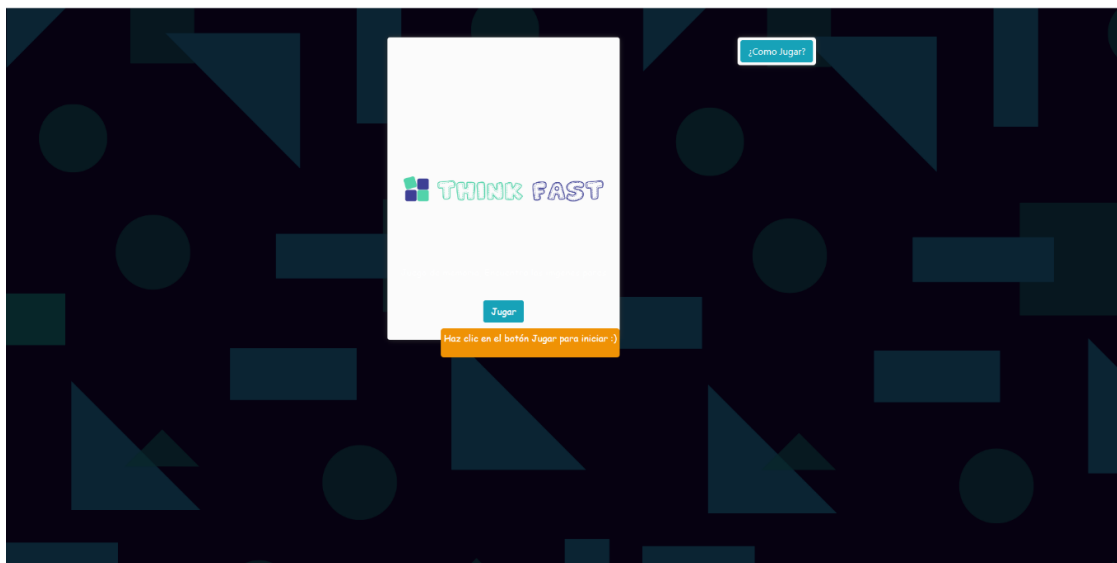 ¿Como Jugar?
THINK FAST
Jugar
Haz clic en el botón Jugar para iniciar :)